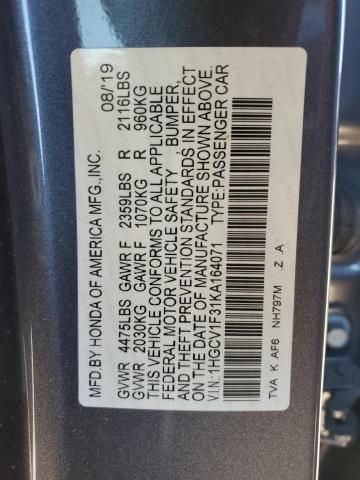 MFD.BY HONDA OF AMERICA MFG.,INC. 08/'19
GVWR 4475LBS GAWR F 2359LBS R 2116LBS
GVWR 2030KG GAWR F 1070KG R 960KG
THIS VEHICLE CONFORMS TO ALL APPLICABLE
FEDERAL MOTOR VEHICLE SAFETY , BUMPER,
AND THEFT PREVENTION STANDARDS IN EFFECT
ON THE DATE OF MANUFACTURE SHOWN ABOVE.
V.I.N.:1HGCV1F31KA164071 TYPE:PASSENGER CAR
TVA K AF6 NH797M .Z .A